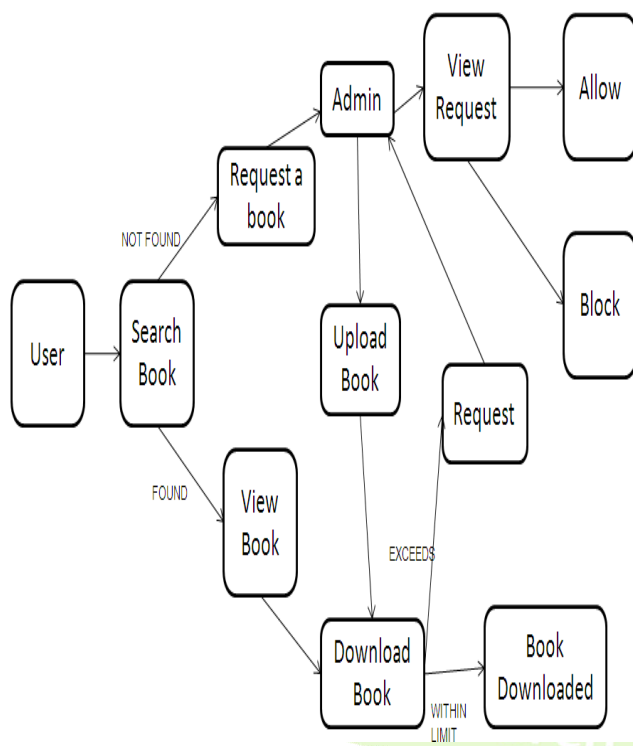 View
Request
Allow
Admin
Request a
book
NOT FOUND
Block
User
Search
Book
Upload
Book
Request
FOUND
View
Book
EXCEEDS
Download
Book
Book
Downloaded
WITHIN
LIMIT